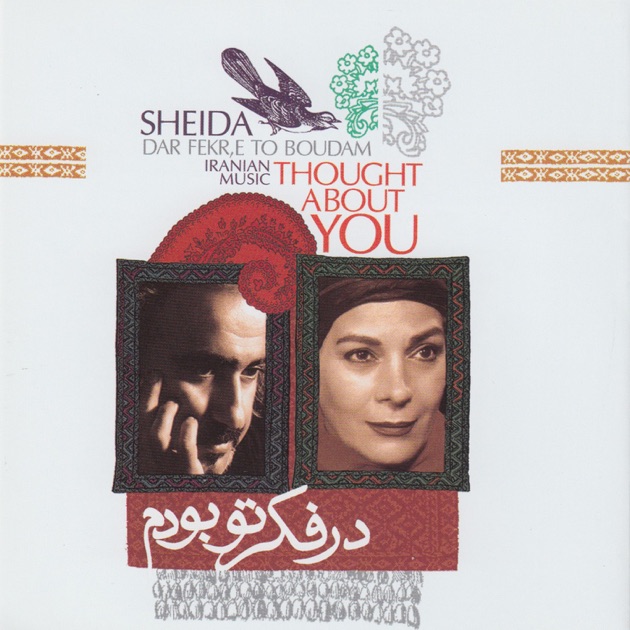 SHEIDA
DAR FEKR,E TO BOUDAM
IRANIAN
MUSIC
THOUGHT
ABOUT
YOU
در فکر تو بودم